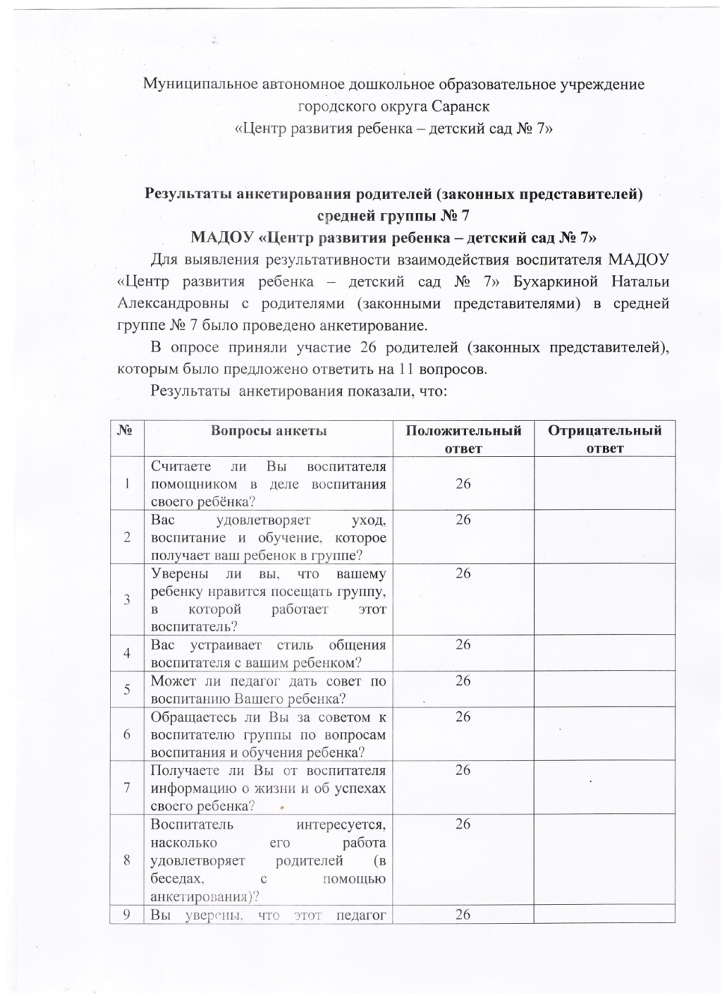 Муниципальное автономное дошкольное образовательное учреждение
городского округа Саранск
«Центр развития ребенка – детский сад № 7»
Результаты анкетирования родителей (законных представителей)
средней группы № 7
МАДОУ «Центр развития ребенка – детский сад № 7»
Для выявления результативности взаимодействия воспитателя МАДОУ
«Центр развития ребенка – детский сад № 7» Бухаркиной Натальи
Александровны с родителями (законными представителями) в средней
группе № 7 было проведено анкетирование.
В опросе приняли участие 26 родителей (законных представителей),
которым было предложено ответить на 11 вопросов.
Результаты анкетирования показали, что:
№ Вопросы анкеты Положительный Отрицательный
ответ ответ
Считаете ли Вы воспитателя
1 помощником в деле воспитания 26
своего ребёнка?
Вас удовлетворяет уход, 26
2 воспитание и обучение, которое
получает ваш ребенок в группе?
Уверены ли вы, что вашему 26
ребенку нравится посещать группу,
3 в которой работает этот
воспитатель?
4 Вас устраивает стиль общения 26
воспитателя с вашим ребенком?
5 Может ли педагог дать совет по 26
воспитанию Вашего ребенка?
Обращаетесь ли Вы за советом к 26
6 воспитателю группы по вопросам
воспитания и обучения ребенка?
Получаете ли Вы от воспитателя 26
7 информацию о жизни и об успехах
своего ребенка?
Воспитатель интересуется, 26
насколько его работа
8 удовлетворяет родителей (в
беседах, с помощью
анкетирования)?
9 Вы уверены, что этот педагог 26